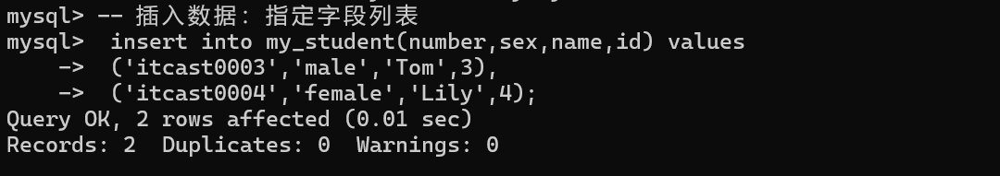 mysql> -- 插入数据: 指定字段列表
mysql>  insert into my_student(number,sex,name,id) values
    ->  ('itcast0003','male','Tom',3),
    ->  ('itcast0004','female','Lily',4);
Query OK, 2 rows affected (0.01 sec)
Records: 2  Duplicates: 0  Warnings: 0